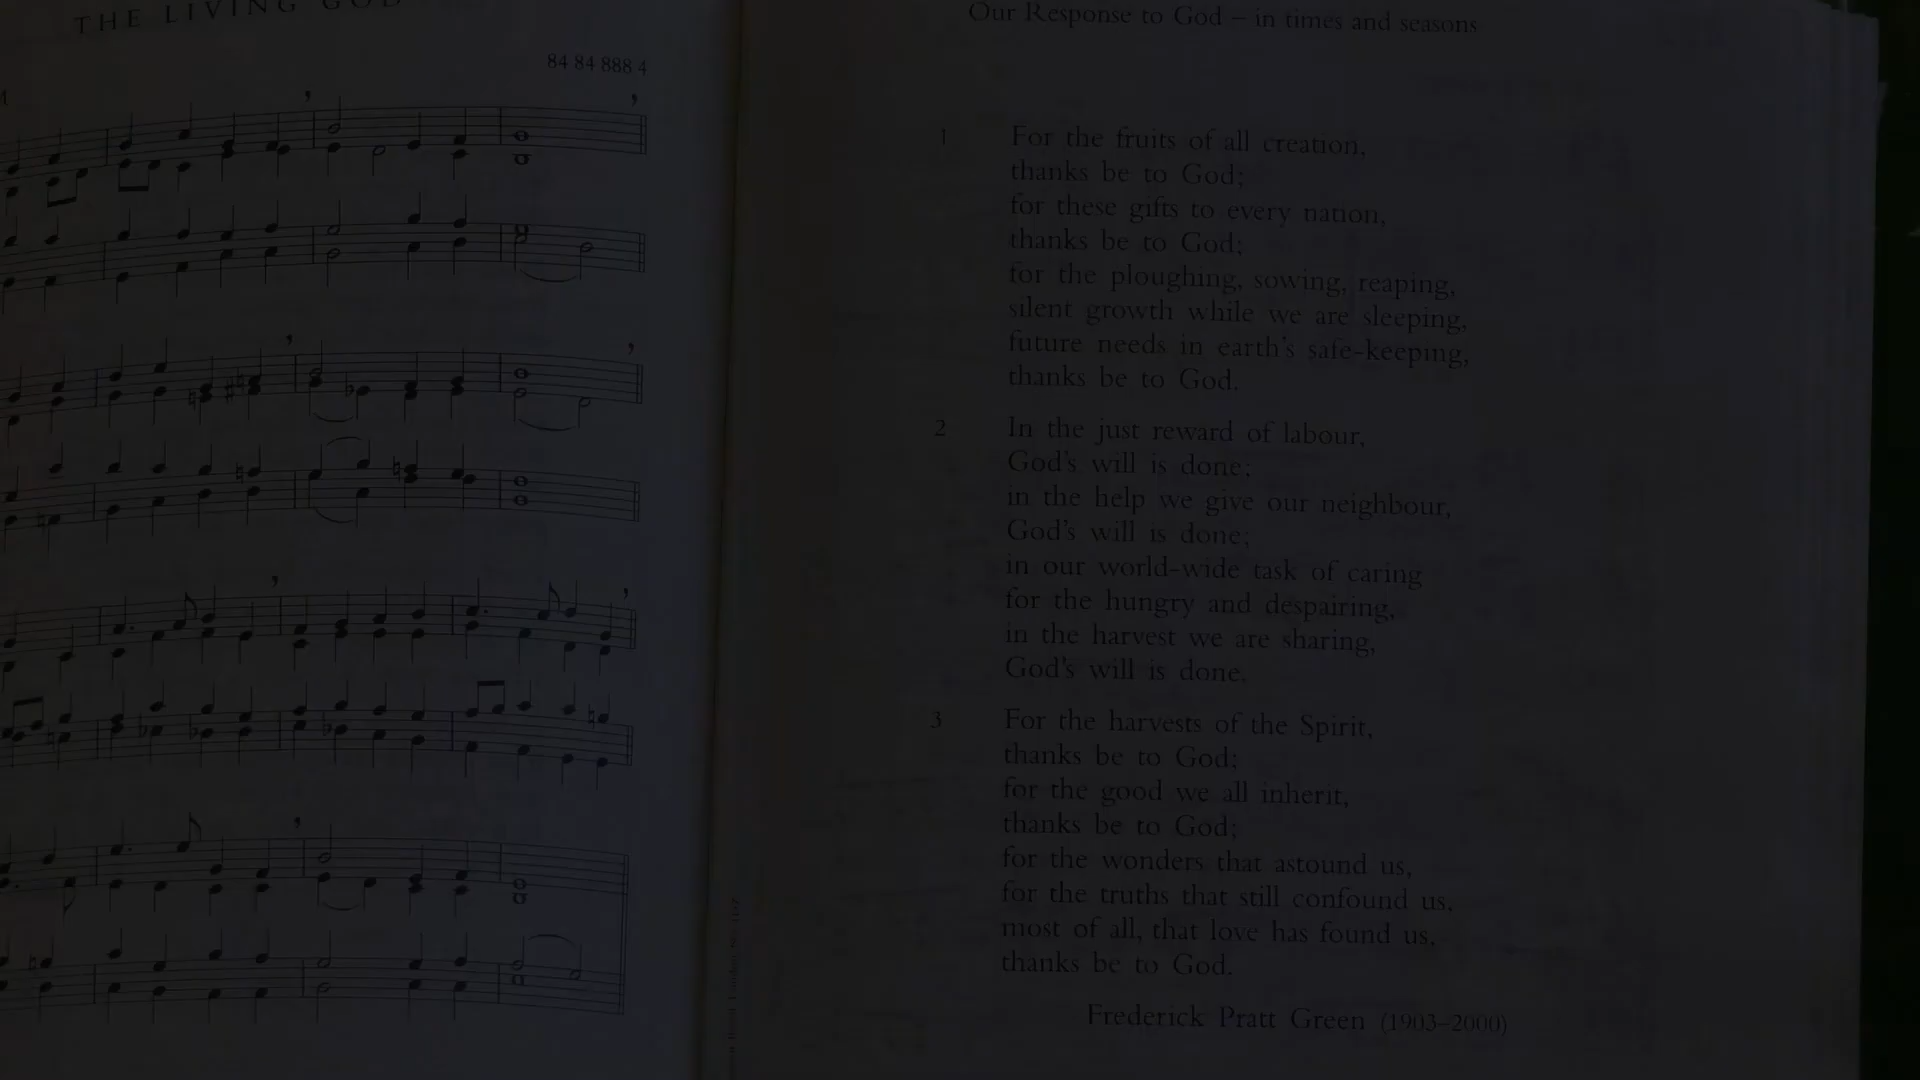 THE LIVING GOD
84 84 888 4
Our Response to God – in times and seasons
1 For the fruits of all creation,
thanks be to God;
for these gifts to every nation,
thanks be to God;
for the ploughing, sowing, reaping,
silent growth while we are sleeping,
future needs in earth's safe-keeping,
thanks be to God.
2 In the just reward of labour,
God's will is done;
in the help we give our neighbour,
God's will is done;
in our world-wide task of caring
for the hungry and despairing,
in the harvest we are sharing,
God's will is done.
3 For the harvests of the Spirit,
thanks be to God;
for the good we all inherit,
thanks be to God;
for the wonders that astound us,
for the truths that still confound us,
most of all, that love has found us,
thanks be to God.
Frederick Pratt Green (1903–2000)